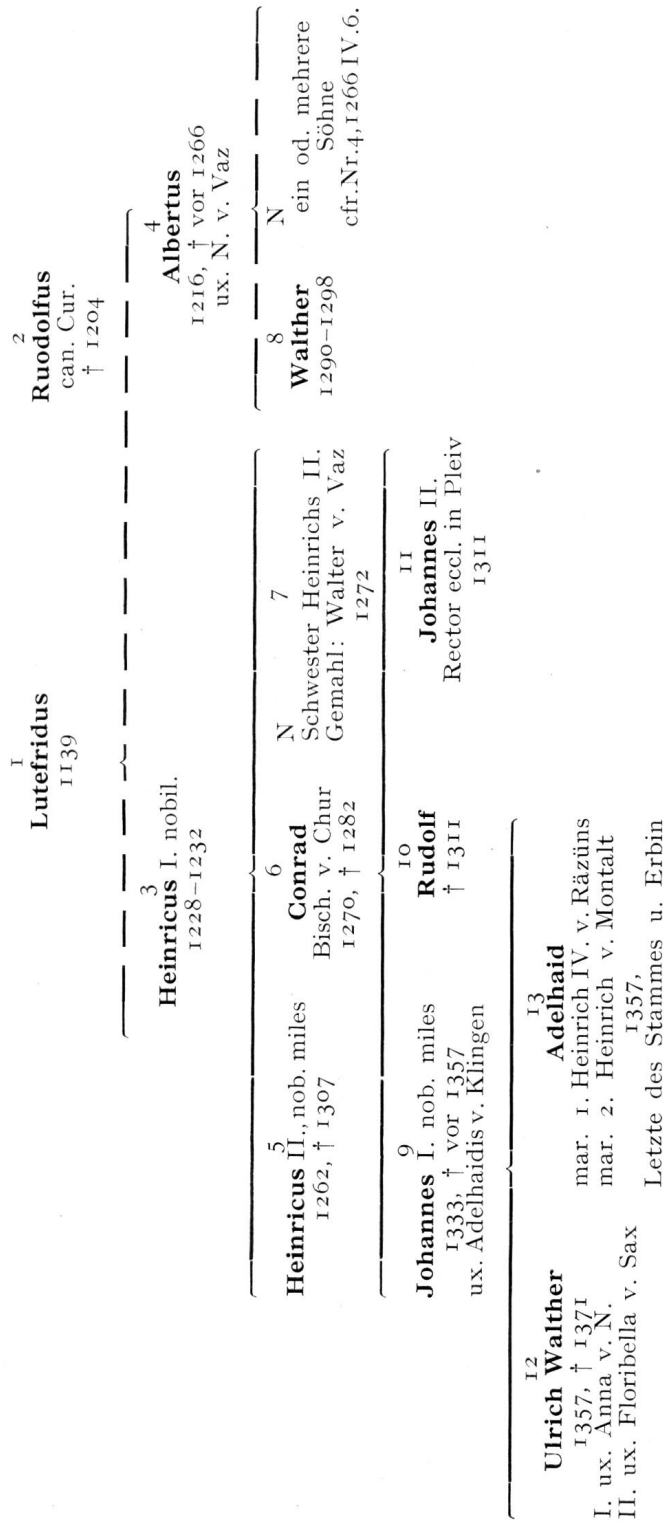 1
Lutefridus
1139
2
Ruodolfus
can. Cur.
† 1204
3
Heinricus I. nobil.
1228–1232
4
Albertus
1216, † vor 1266
ux. N. v. Vaz
5
Heinricus II., nob. miles
1262, † 1307
6
Conrad
Bisch. v. Chur
1270, † 1282
N 7
Schwester Heinrichs II.
Gemahl: Walter v. Vaz
1272
8
Walther
1290–1298
N
ein od. mehrere
Söhne
cfr. Nr. 4, 1266 IV. 6.
9
Johannes I. nob. miles
1333, † vor 1357
ux. Adelhaidis v. Klingen
10
Rudolf
† 1311
11
Johannes II.
Rector eccl. in Pleiv
1311
12
Ulrich Walther
1357, † 1371
I. ux. Anna v. N.
II. ux. Floribella v. Sax
13
Adelhaid
mar. 1. Heinrich IV. v. Räzüns
mar. 2. Heinrich v. Montalt
1357,
Letzte des Stammes u. Erbin